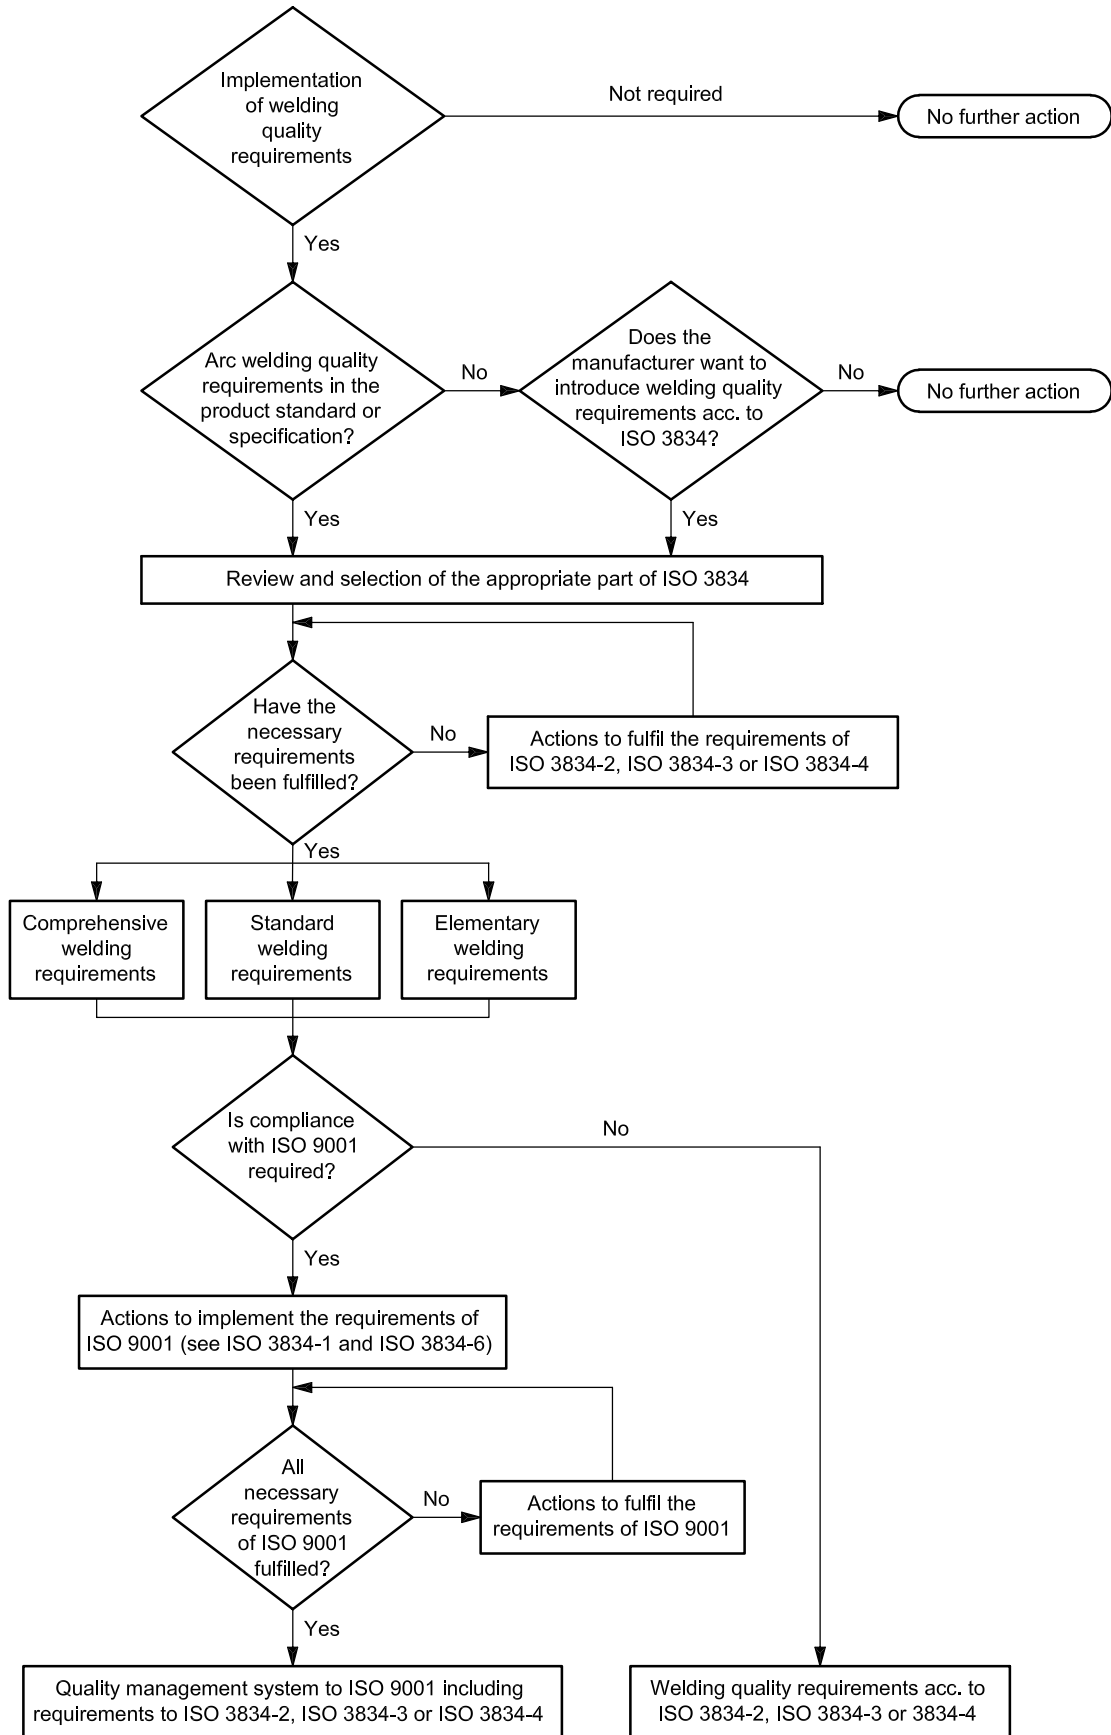 Implementation
of welding
quality
requirements
Not required
No further action
Yes
Arc welding quality
requirements in the
product standard or
specification?
No
Does the
manufacturer want to
introduce welding quality
requirements acc. to
ISO 3834?
No
No further action
Yes
Yes
Review and selection of the appropriate part of ISO 3834
Have the
necessary
requirements
been fulfilled?
No
Actions to fulfil the requirements of
ISO 3834-2, ISO 3834-3 or ISO 3834-4
Yes
Comprehensive
welding
requirements
Standard
welding
requirements
Elementary
welding
requirements
Is compliance
with ISO 9001
required?
No
Yes
Actions to implement the requirements of
ISO 9001 (see ISO 3834-1 and ISO 3834-6)
All
necessary
requirements
of ISO 9001
fulfilled?
No
Actions to fulfil the
requirements of ISO 9001
Yes
Quality management system to ISO 9001 including
requirements to ISO 3834-2, ISO 3834-3 or ISO 3834-4
Welding quality requirements acc. to
ISO 3834-2, ISO 3834-3 or 3834-4